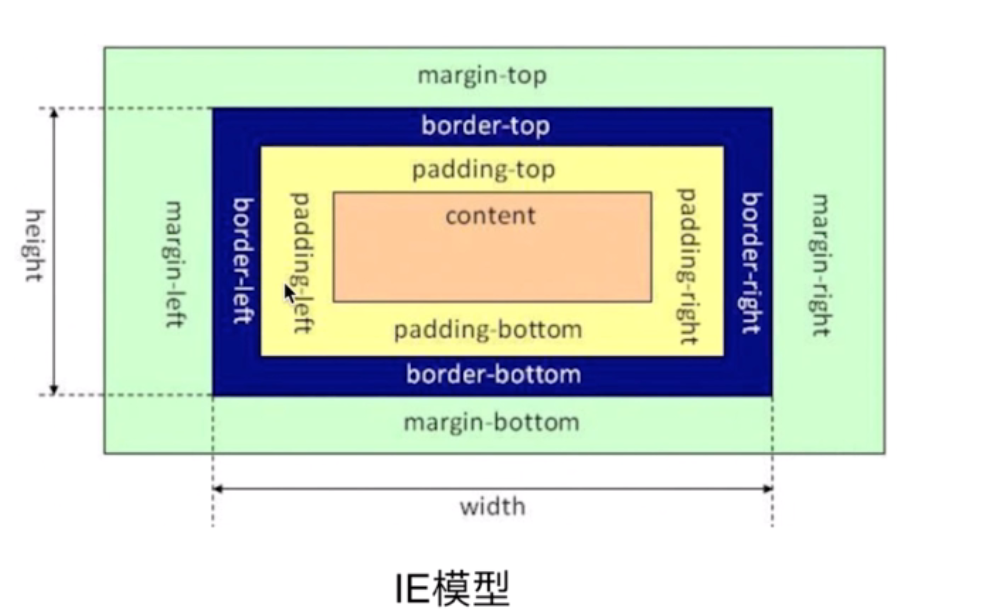 margin-top
border-top
padding-top
content
height
margin-left
border-left
padding-left
padding-right
border-right
margin-right
padding-bottom
border-bottom
margin-bottom
width
IE模型